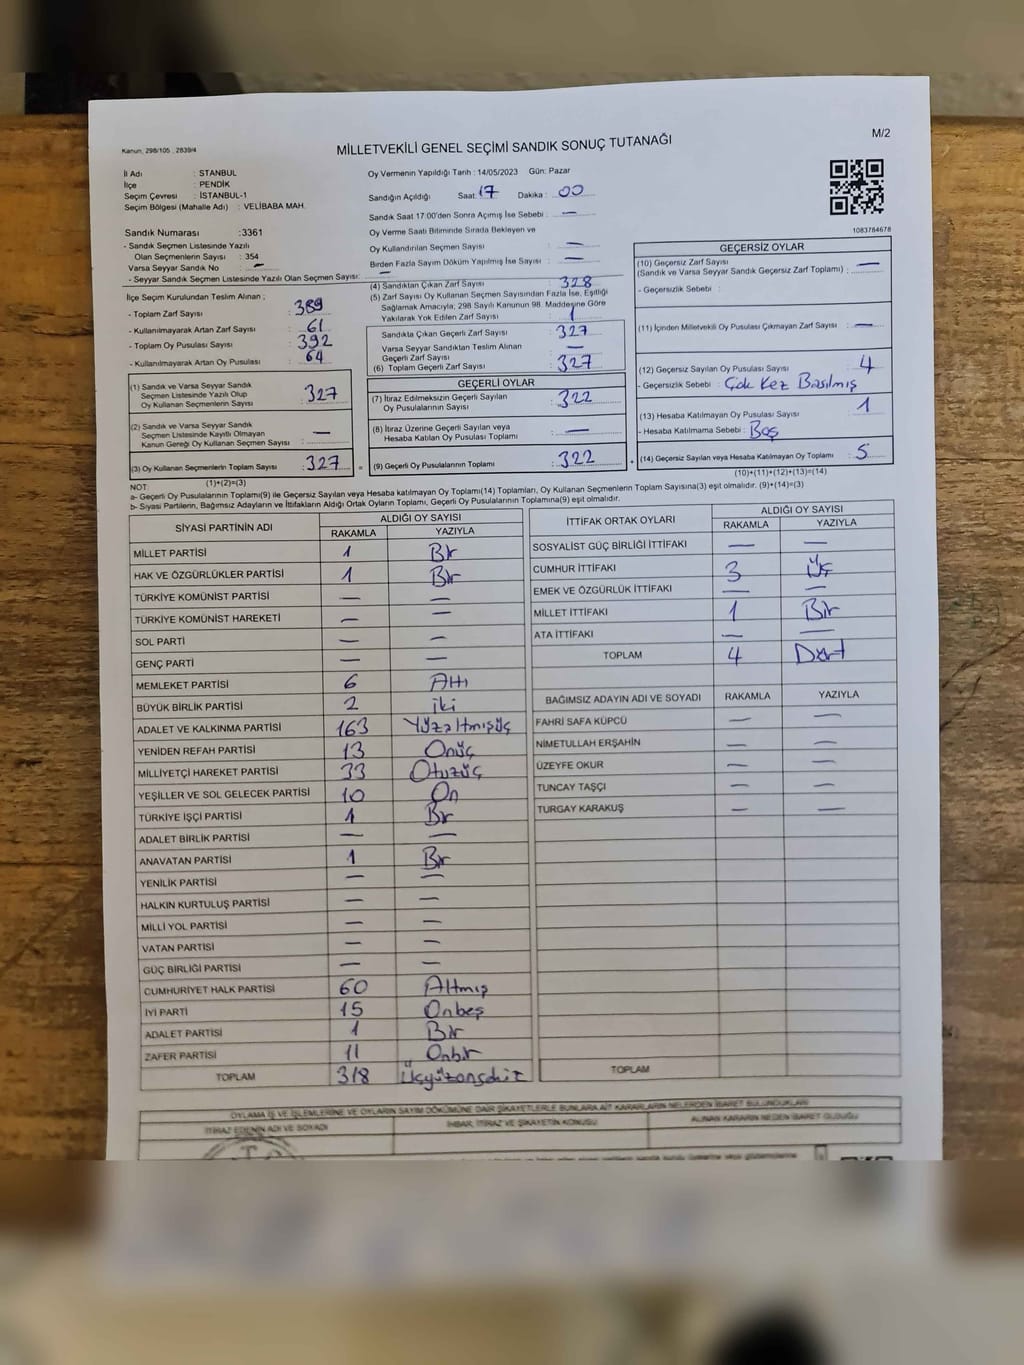 Kanun, 298/105 , 2839/4
MİLLETVEKİLİ GENEL SEÇİMİ SANDIK SONUÇ TUTANAĞI
M/2
İl Adı : STANBUL
İlçe : PENDİK
Seçim Çevresi : İSTANBUL-1
Seçim Bölgesi (Mahalle Adı) : VELİBABA MAH.
Oy Vermenin Yapıldığı Tarih : 14/05/2023 Gün: Pazar
Sandığın Açıldığı Saat: 17 Dakika : 00
Sandık Saat 17:00'den Sonra Açımış İse Sebebi : —
Oy Verme Saati Bitiminde Sırada Bekleyen ve
Oy Kullandırılan Seçmen Sayısı : —
Birden Fazla Sayım Döküm Yapılmış İse Sayısı : —
1083784678
Sandık Numarası :3361
- Sandık Seçmen Listesinde Yazılı
Olan Seçmenlerin Sayısı : 354
Varsa Seyyar Sandık No : —
- Seyyar Sandık Seçmen Listesinde Yazılı Olan Seçmen Sayısı: —
İlçe Seçim Kurulundan Teslim Alınan ;
- Toplam Zarf Sayısı : 389
- Kullanılmayarak Artan Zarf Sayısı : 61
- Toplam Oy Pusulası Sayısı : 392
- Kullanılmayarak Artan Oy Pusulası : 64
(1) Sandık ve Varsa Seyyar Sandık
Seçmen Listesinde Yazılı Olup
Oy Kullanan Seçmenlerin Sayısı : 327
(2) Sandık ve Varsa Seyyar Sandık
Seçmen Listesinde Kayıtlı Olmayan
Kanun Gereği Oy Kullanan Seçmen Sayısı : —
(3) Oy Kullanan Seçmenlerin Toplam Sayısı : 327 =
(1)+(2)=(3)
(4) Sandıktan Çıkan Zarf Sayısı : 328
(5) Zarf Sayısı Oy Kullanan Seçmen Sayısından Fazla İse, Eşitliği
Sağlamak Amacıyla, 298 Sayılı Kanunun 98. Maddesine Göre
Yakılarak Yok Edilen Zarf Sayısı : 1
Sandıkta Çıkan Geçerli Zarf Sayısı : 327
Varsa Seyyar Sandıktan Teslim Alınan
Geçerli Zarf Sayısı : —
(6) Toplam Geçerli Zarf Sayısı : 327
GEÇERLİ OYLAR
(7) İtiraz Edilmeksizin Geçerli Sayılan
Oy Pusulalarının Sayısı : 322
(8) İtiraz Üzerine Geçerli Sayılan veya
Hesaba Katılan Oy Pusulası Toplamı : —
(9) Geçerli Oy Pusulalarının Toplamı : 322 +
GEÇERSİZ OYLAR
(10) Geçersiz Zarf Sayısı
(Sandık ve Varsa Seyyar Sandık Geçersiz Zarf Toplamı) : —
- Geçersizlik Sebebi :
(11) İçinden Milletvekili Oy Pusulası Çıkmayan Zarf Sayısı : —
(12) Geçersiz Sayılan Oy Pusulası Sayısı : 4
- Geçersizlik Sebebi : Çok Kez Basılmış
(13) Hesaba Katılmayan Oy Pusulası Sayısı : 1
- Hesaba Katılmama Sebebi : Boş
(14) Geçersiz Sayılan veya Hesaba Katılmayan Oy Toplamı : 5
(10)+(11)+(12)+(13)=(14)
NOT:
a- Geçerli Oy Pusulalarının Toplamı(9) ile Geçersiz Sayılan veya Hesaba katılmayan Oy Toplamı(14) Toplamları, Oy Kullanan Seçmenlerin Toplam Sayısına(3) eşit olmalıdır. (9)+(14)=(3)
b- Siyasi Partilerin, Bağımsız Adayların ve İttifakların Aldığı Ortak Oyların Toplamı, Geçerli Oy Pusulalarının Toplamına(9) eşit olmalıdır.
SİYASİ PARTİNİN ADI ALDIĞI OY SAYISI
RAKAMLA YAZIYLA
MİLLET PARTİSİ 1 Bir
HAK VE ÖZGÜRLÜKLER PARTİSİ 1 Bir
TÜRKİYE KOMÜNİST PARTİSİ — —
TÜRKİYE KOMÜNİST HAREKETİ — —
SOL PARTİ — —
GENÇ PARTİ — —
MEMLEKET PARTİSİ 6 Altı
BÜYÜK BİRLİK PARTİSİ 2 iki
ADALET VE KALKINMA PARTİSİ 163 Yüzaltmışüç
YENİDEN REFAH PARTİSİ 13 Onüç
MİLLİYETÇİ HAREKET PARTİSİ 33 Otuzüç
YEŞİLLER VE SOL GELECEK PARTİSİ 10 On
TÜRKİYE İŞÇİ PARTİSİ 1 Bir
ADALET BİRLİK PARTİSİ — —
ANAVATAN PARTİSİ 1 Bir
YENİLİK PARTİSİ — —
HALKIN KURTULUŞ PARTİSİ — —
MİLLİ YOL PARTİSİ — —
VATAN PARTİSİ — —
GÜÇ BİRLİĞİ PARTİSİ — —
CUMHURİYET HALK PARTİSİ 60 Altmış
İYİ PARTİ 15 Onbeş
ADALET PARTİSİ 1 Bir
ZAFER PARTİSİ 11 Onbir
TOPLAM 318 Üçyüzonsekiz
İTTİFAK ORTAK OYLARI ALDIĞI OY SAYISI
RAKAMLA YAZIYLA
SOSYALİST GÜÇ BİRLİĞİ İTTİFAKI — —
CUMHUR İTTİFAKI 3 Üç
EMEK VE ÖZGÜRLÜK İTTİFAKI — —
MİLLET İTTİFAKI 1 Bir
ATA İTTİFAKI — —
TOPLAM 4 Dört
BAĞIMSIZ ADAYIN ADI VE SOYADI RAKAMLA YAZIYLA
FAHRİ SAFA KÜPCÜ — —
NİMETULLAH ERŞAHİN — —
ÜZEYFE OKUR — —
TUNCAY TAŞÇI — —
TURGAY KARAKUŞ — —
TOPLAM
OYLAMA İŞ VE İŞLEMLERİNE VE OYLARIN SAYIM DÖKÜMÜNE DAİR ŞİKAYETLERLE BUNLARA AİT KARARLARIN NELERDEN İBARET BULUNDUKLARI
İTİRAZ EDENİN ADI VE SOYADI İHBAR, İTİRAZ VE ŞİKAYETİN KONUSU ALINAN KARARIN NEDEN İBARET OLDUĞU